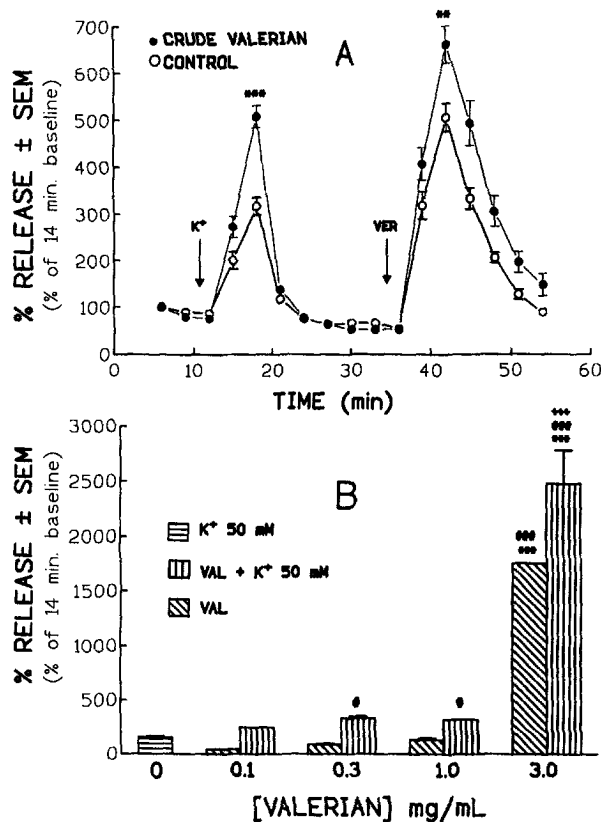 A
● CRUDE VALERIAN
○ CONTROL
% RELEASE ± SEM
(% of 14 min. baseline)
700
600
500
400
300
200
100
0
***
**
K⁺
VER
0 10 20 30 40 50 60
TIME (min)
B
% RELEASE ± SEM
(% of 14 min. baseline)
3000
2500
2000
1500
1000
500
0
K⁺ 50 mM
VAL + K⁺ 50 mM
VAL
#
#
###
***
+++
###
***
0 0.1 0.3 1.0 3.0
[VALERIAN] mg/mL